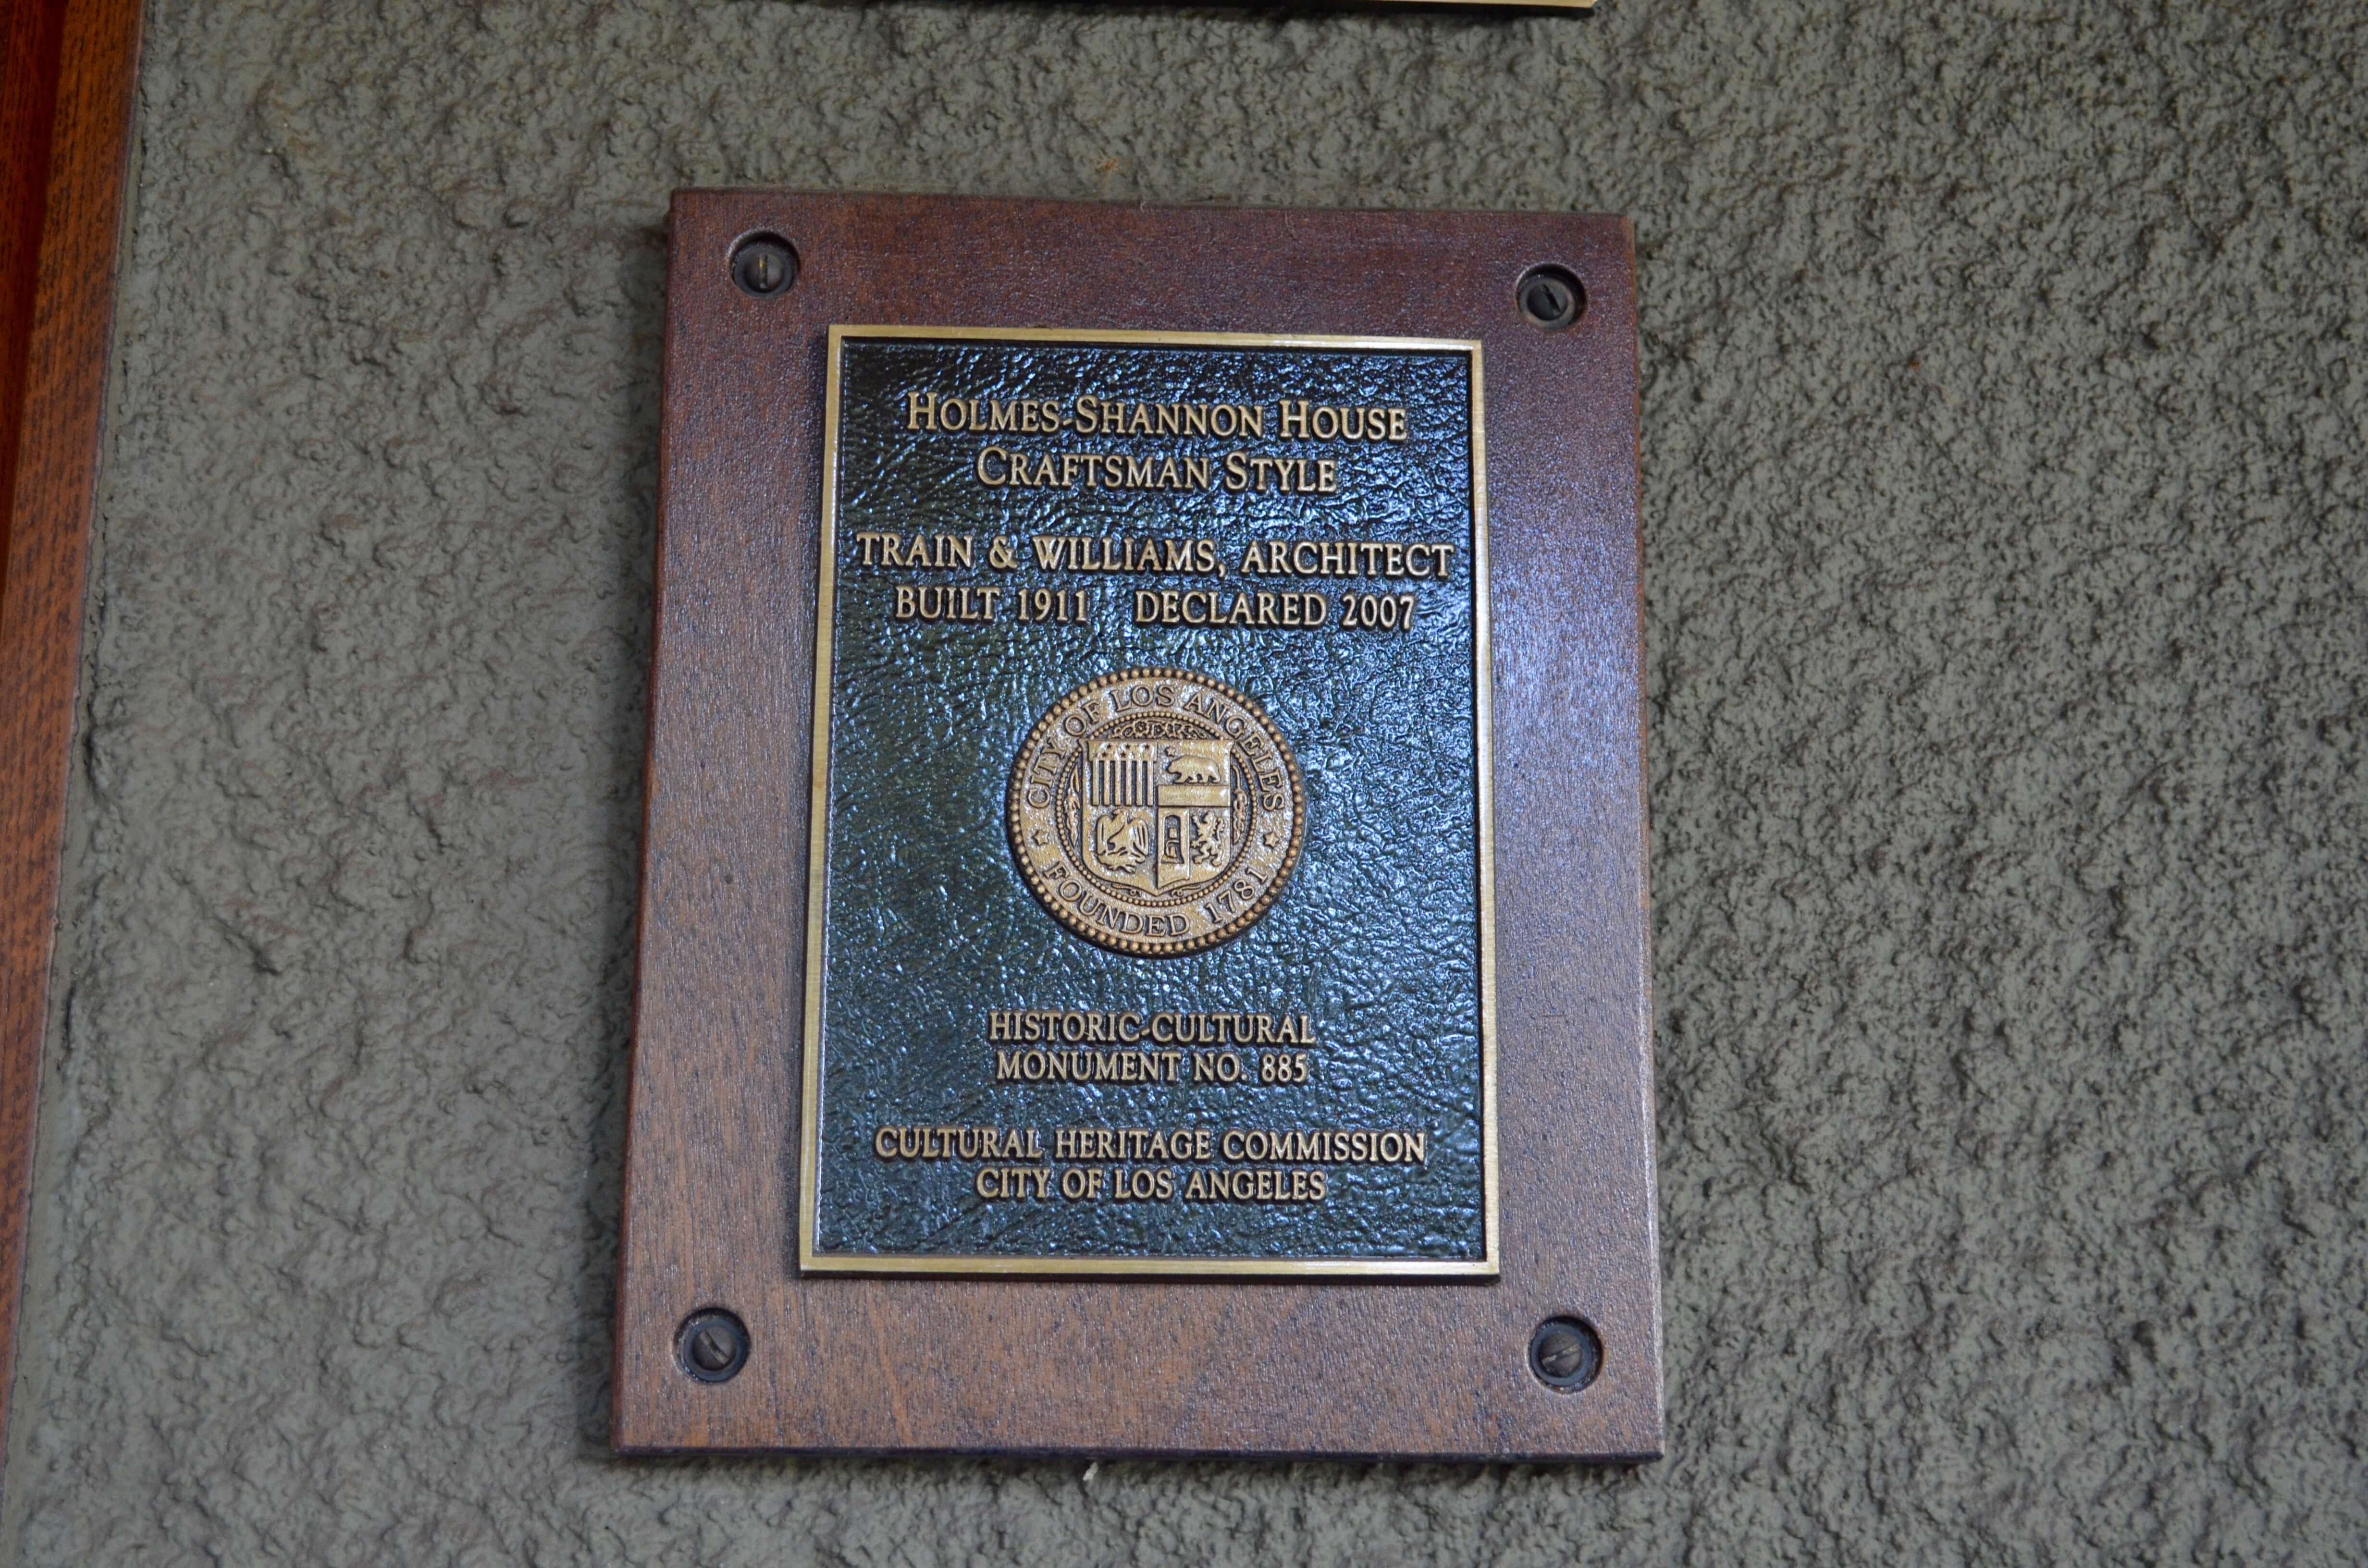 HOLMES-SHANNON HOUSE
CRAFTSMAN STYLE
TRAIN & WILLIAMS, ARCHITECT
BUILT 1911 DECLARED 2007
CITY OF LOS ANGELES
FOUNDED 1781
HISTORIC-CULTURAL
MONUMENT NO. 885
CULTURAL HERITAGE COMMISSION
CITY OF LOS ANGELES